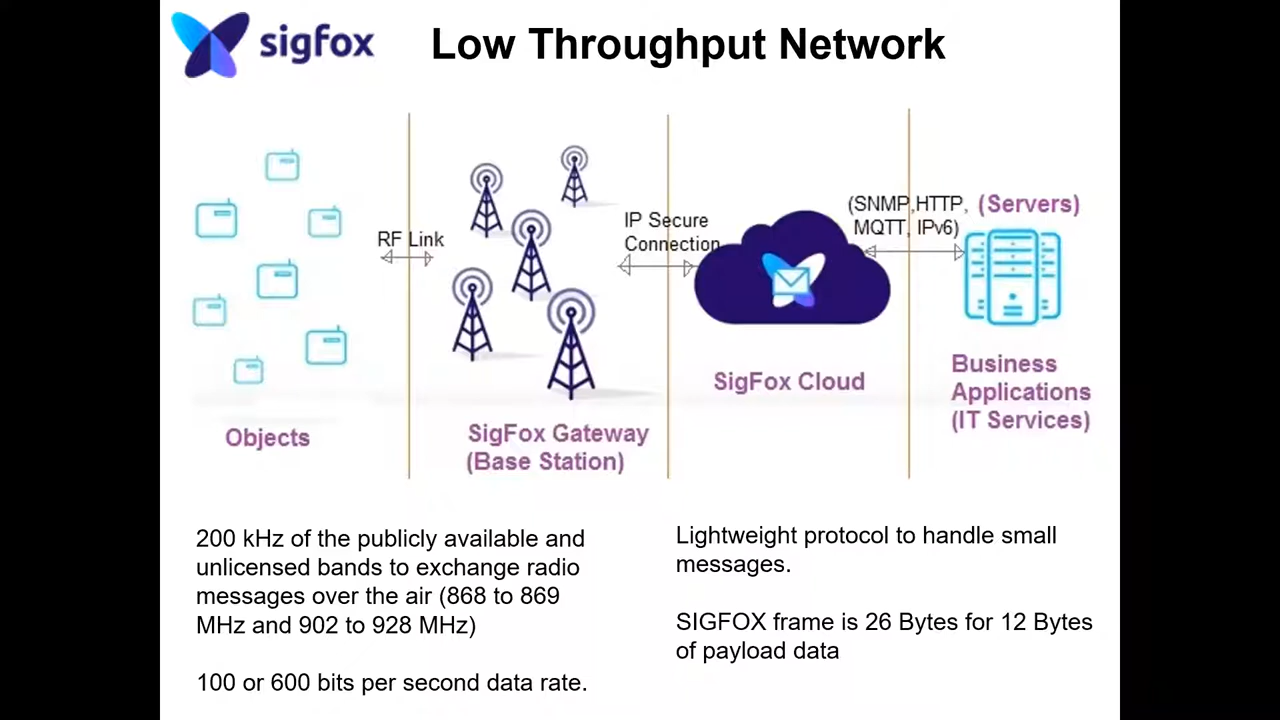 sigfox
Low Throughput Network
RF Link
IP Secure
Connection
(SNMP,HTTP,
MQTT, IPv6)
(Servers)
Objects
SigFox Gateway
(Base Station)
SigFox Cloud
Business
Applications
(IT Services)
200 kHz of the publicly available and
unlicensed bands to exchange radio
messages over the air (868 to 869
MHz and 902 to 928 MHz)
100 or 600 bits per second data rate.
Lightweight protocol to handle small
messages.
SIGFOX frame is 26 Bytes for 12 Bytes
of payload data